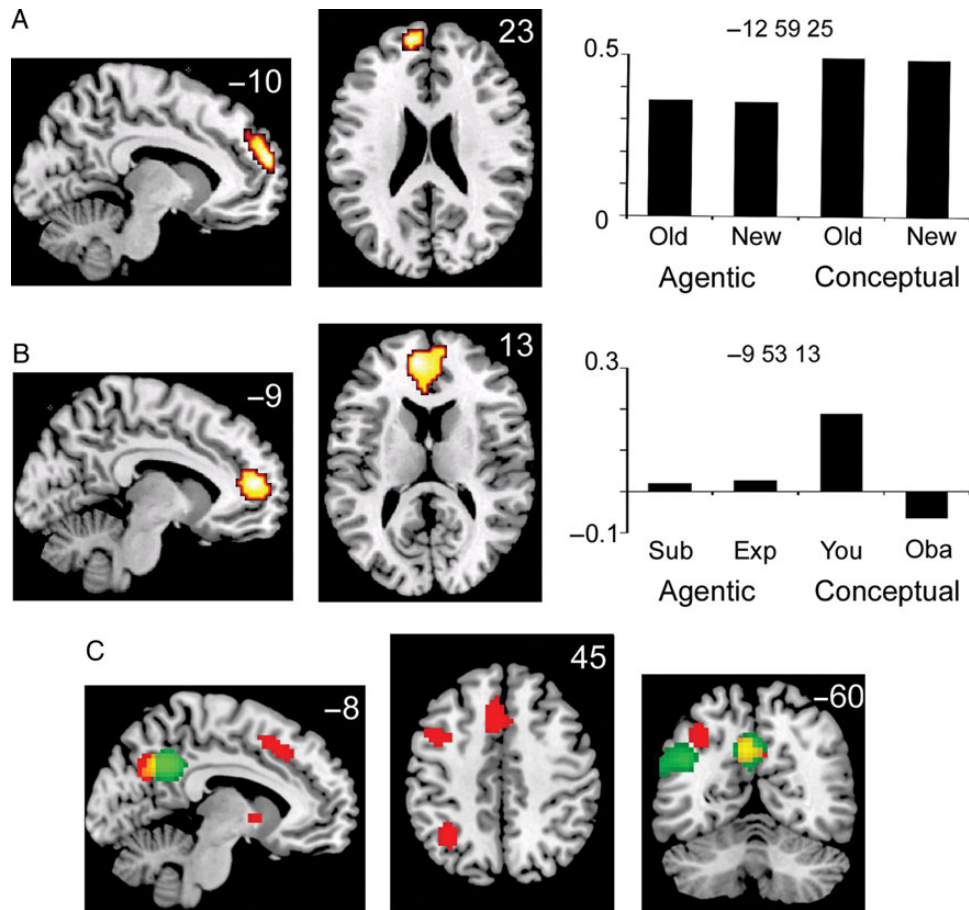 A
−10
23
−12 59 25
0.5
0
Old New Old New
Agentic Conceptual
B
−9
13
−9 53 13
0.3
−0.1
Sub Exp You Oba
Agentic Conceptual
C
−8
45
−60